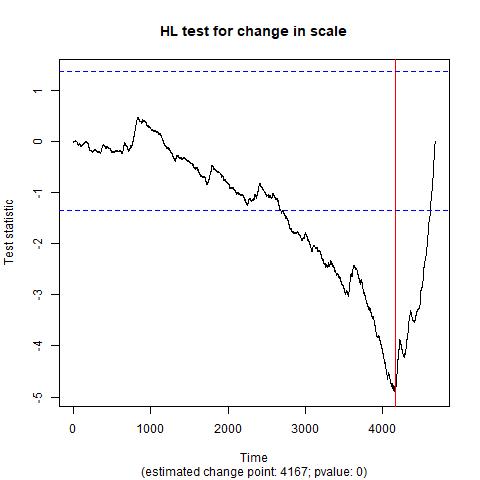 HL test for change in scale
Test statistic
1
0
-1
-2
-3
-4
-5
0 1000 2000 3000 4000
Time
(estimated change point: 4167; pvalue: 0)